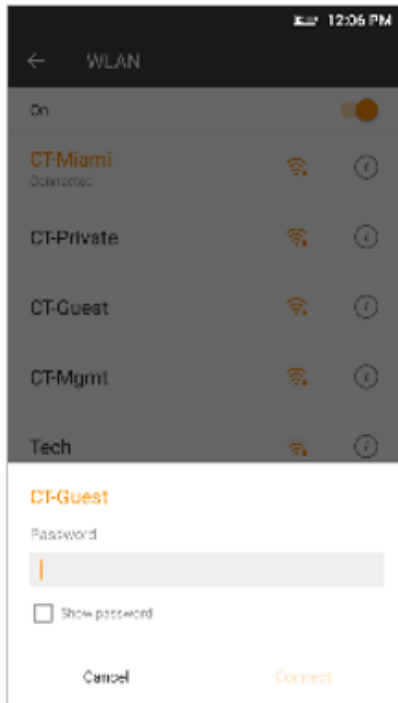 12:06 PM
WLAN
On
CT-Miami
Connected
CT-Private
CT-Guest
CT-Mgmt
Tech
CT-Guest
Password
Show password
Cancel Connect